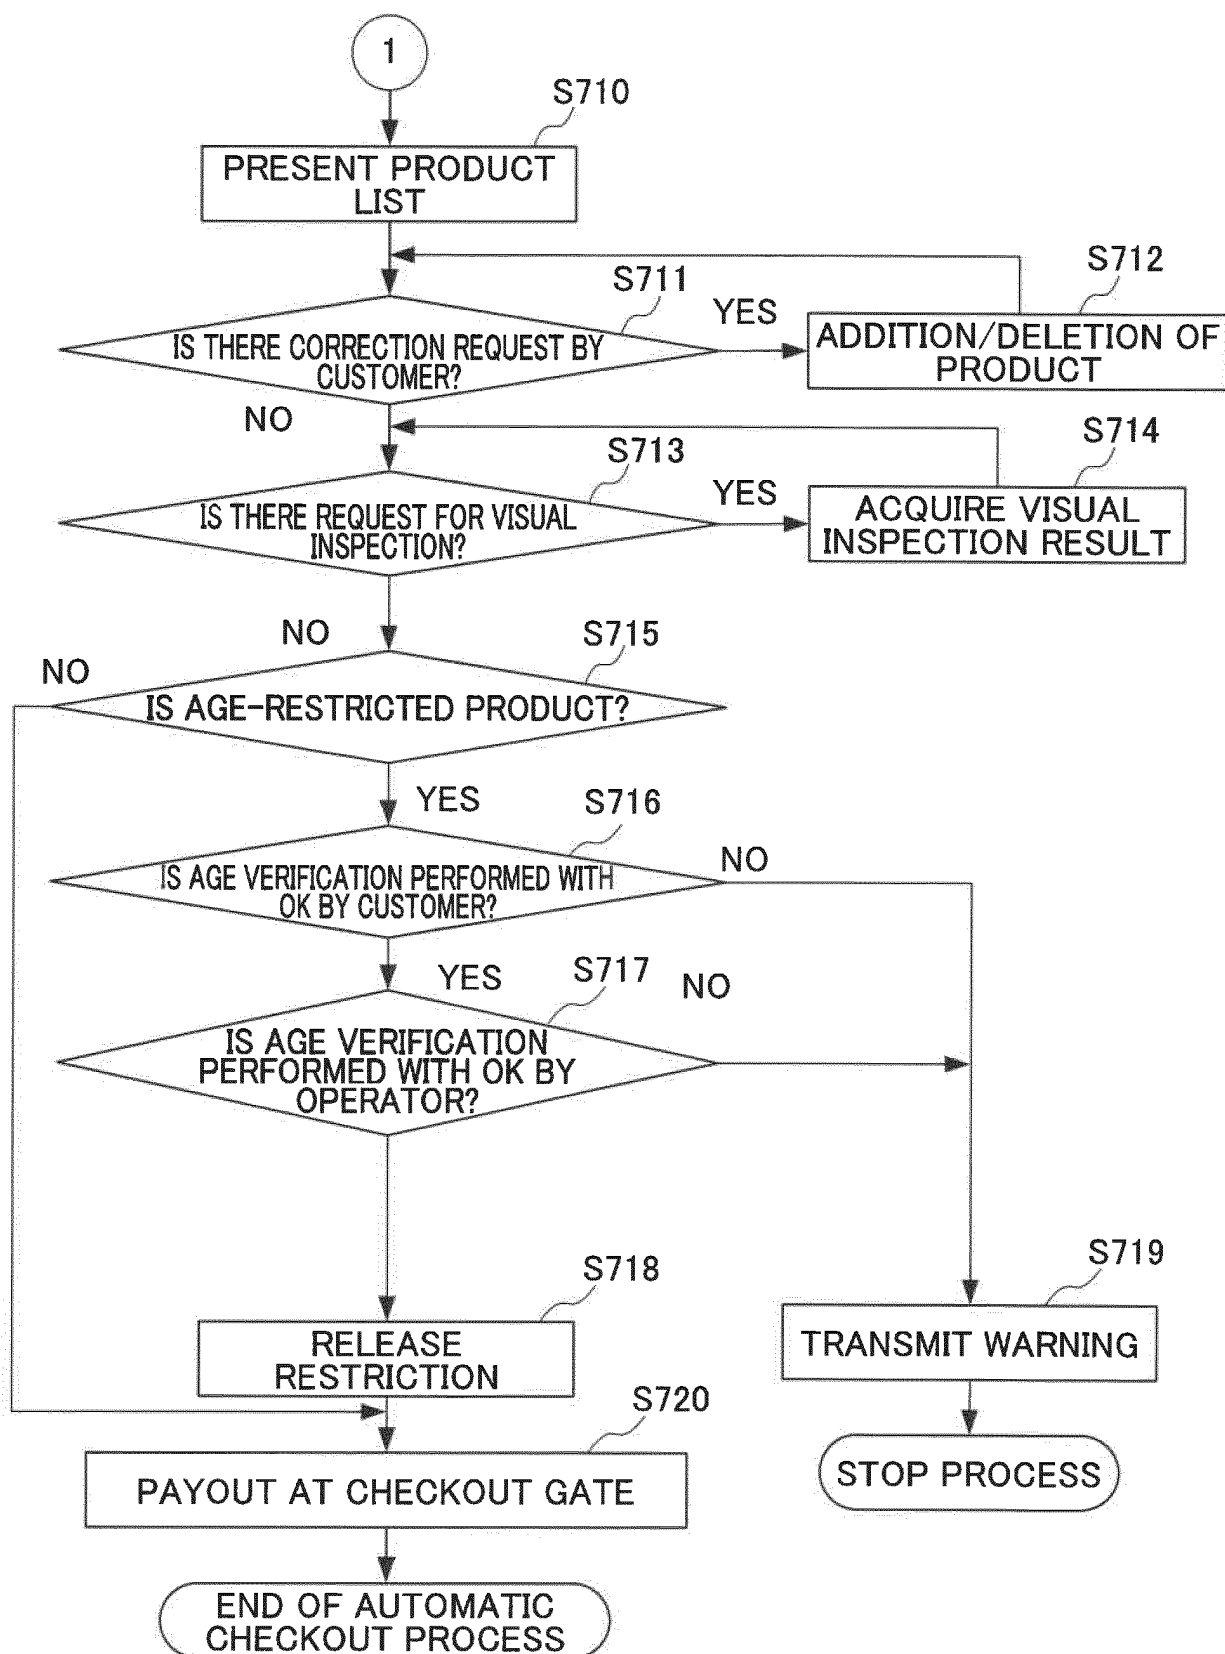 1
S710
PRESENT PRODUCT
LIST
S711
S712
YES
IS THERE CORRECTION REQUEST BY
CUSTOMER?
ADDITION/DELETION OF
PRODUCT
NO
S713
S714
YES
IS THERE REQUEST FOR VISUAL
INSPECTION?
ACQUIRE VISUAL
INSPECTION RESULT
NO
S715
NO
IS AGE-RESTRICTED PRODUCT?
YES
S716
NO
IS AGE VERIFICATION PERFORMED WITH
OK BY CUSTOMER?
YES
S717
NO
IS AGE VERIFICATION
PERFORMED WITH OK BY
OPERATOR?
S718
S719
RELEASE
RESTRICTION
TRANSMIT WARNING
S720
PAYOUT AT CHECKOUT GATE
STOP PROCESS
END OF AUTOMATIC
CHECKOUT PROCESS